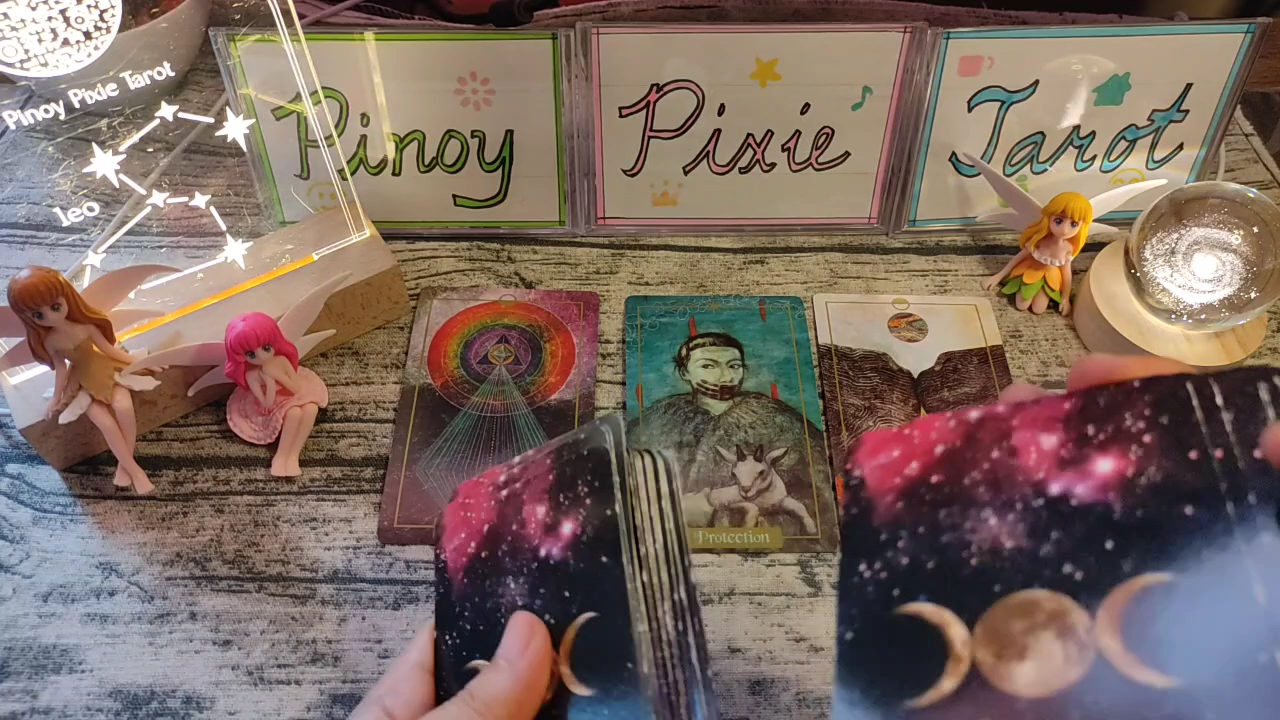 Pinoy Pixie Tarot
leo
Pinoy
Pixie
Tarot
Protection